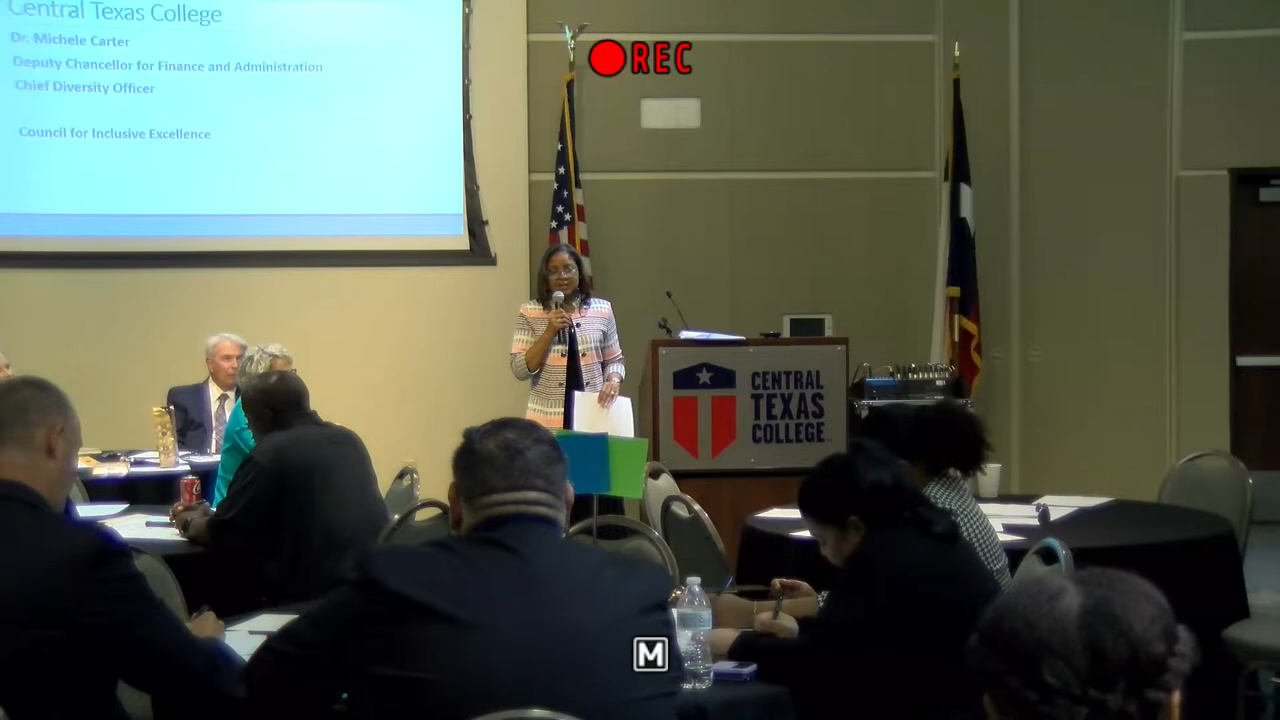 Central Texas College
Dr. Michele Carter
Deputy Chancellor for Finance and Administration
Chief Diversity Officer
Council for Inclusive Excellence
REC
CENTRAL
TEXAS
COLLEGE
M